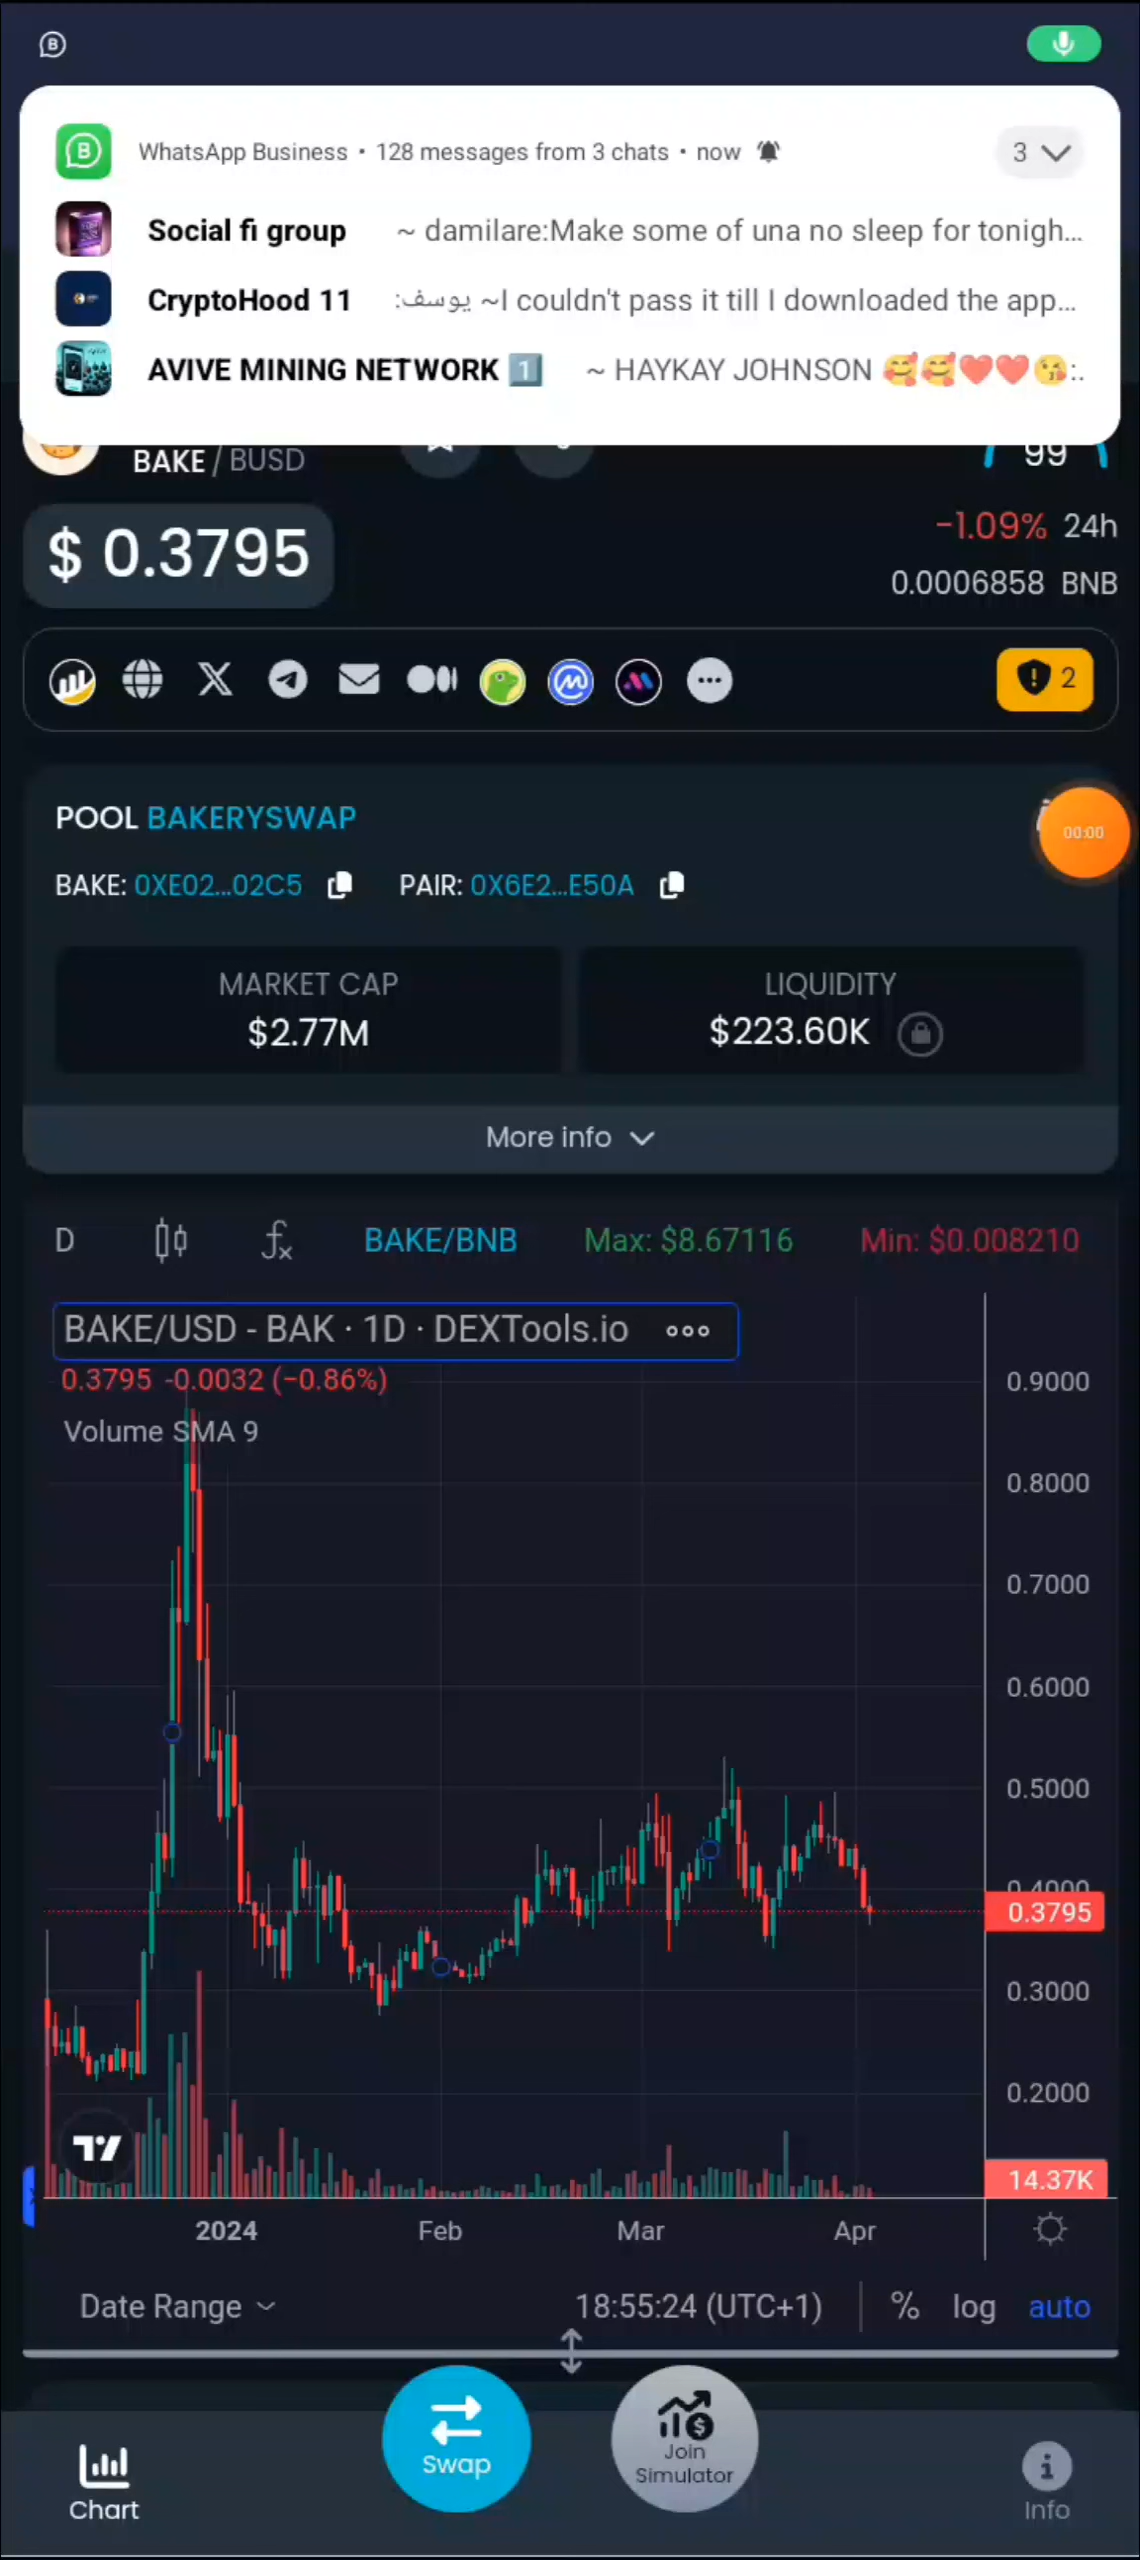 WhatsApp Business • 128 messages from 3 chats • now 3
Social fi group ~ damilare:Make some of una no sleep for tonigh...
CryptoHood 11 :يوسف ~I couldn't pass it till I downloaded the app...
AVIVE MINING NETWORK 1️⃣ ~ HAYKAY JOHNSON 🥰🥰❤️❤️😘:.
BAKE / BUSD 99
$ 0.3795
-1.09% 24h
0.0006858 BNB
2
POOL BAKERYSWAP
00:00
BAKE: 0XE02...02C5 PAIR: 0X6E2...E50A
MARKET CAP LIQUIDITY
$2.77M $223.60K
More info
D fx BAKE/BNB Max: $8.67116 Min: $0.008210
BAKE/USD - BAK · 1D · DEXTools.io
0.3795 -0.0032 (−0.86%)
Volume SMA 9
0.9000
0.8000
0.7000
0.6000
0.5000
0.4000
0.3795
0.3000
0.2000
14.37K
2024 Feb Mar Apr
Date Range 18:55:24 (UTC+1) % log auto
Swap
Join
Simulator
Chart Info